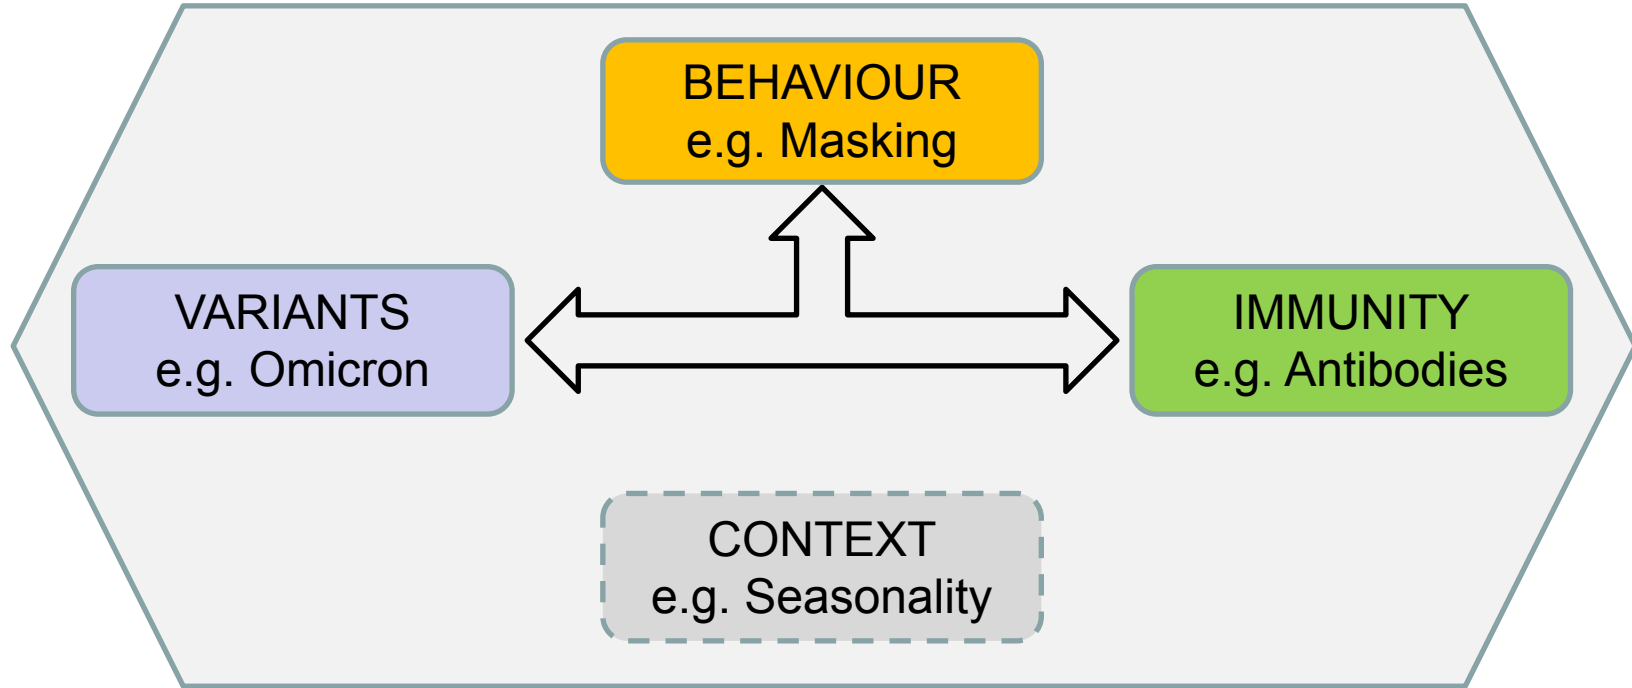 BEHAVIOUR
e.g. Masking
VARIANTS
e.g. Omicron
IMMUNITY
e.g. Antibodies
CONTEXT
e.g. Seasonality